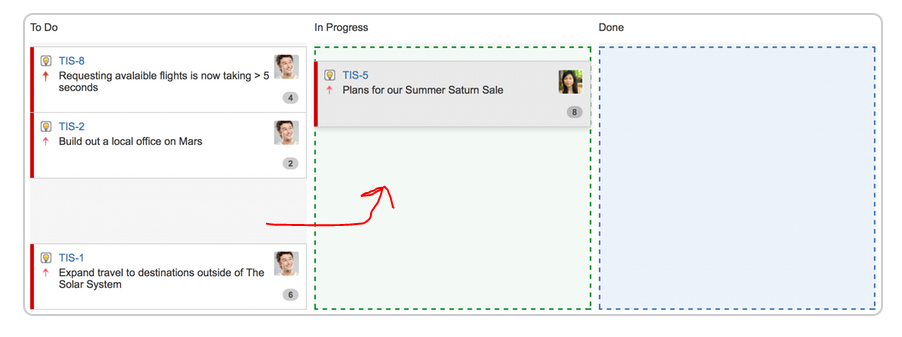 To Do
In Progress
Done
TIS-8
Requesting avalaible flights is now taking > 5
seconds
4
TIS-2
Build out a local office on Mars
2
TIS-1
Expand travel to destinations outside of The
Solar System
6
TIS-5
Plans for our Summer Saturn Sale
8